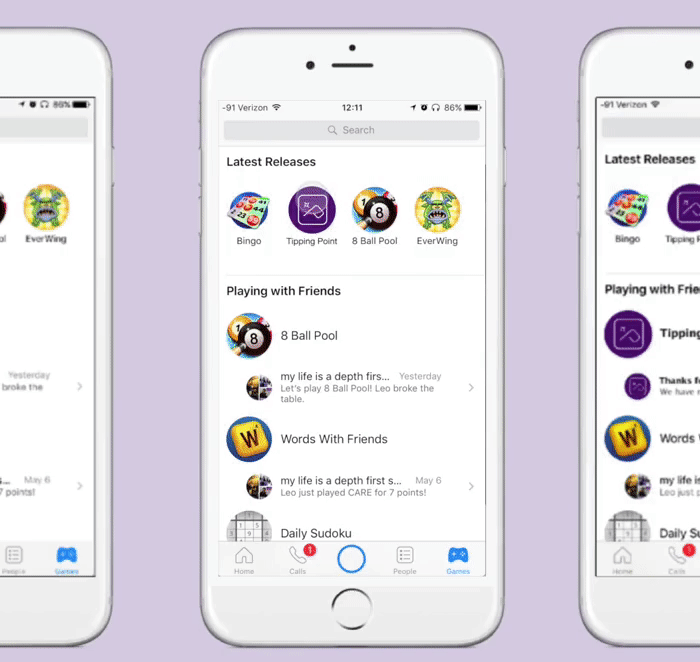 86%
EverWing
Yesterday
broke the
May 6
7 points!
People
Games
-91 Verizon 12:11 86%
Search
Latest Releases
Bingo Tipping Point 8 Ball Pool EverWing
Playing with Friends
8 Ball Pool
my life is a depth firs... Yesterday
Let's play 8 Ball Pool! Leo broke the
table.
Words With Friends
my life is a depth first s... May 6
Leo just played CARE for 7 points!
Daily Sudoku
1
Home Calls People Games
-91 Verizon
Latest Releases
Bingo Tipping P
Playing with Frie
Tipping
Thanks f
We have
Words
my life is
Leo just
Daily Su
Home Calls